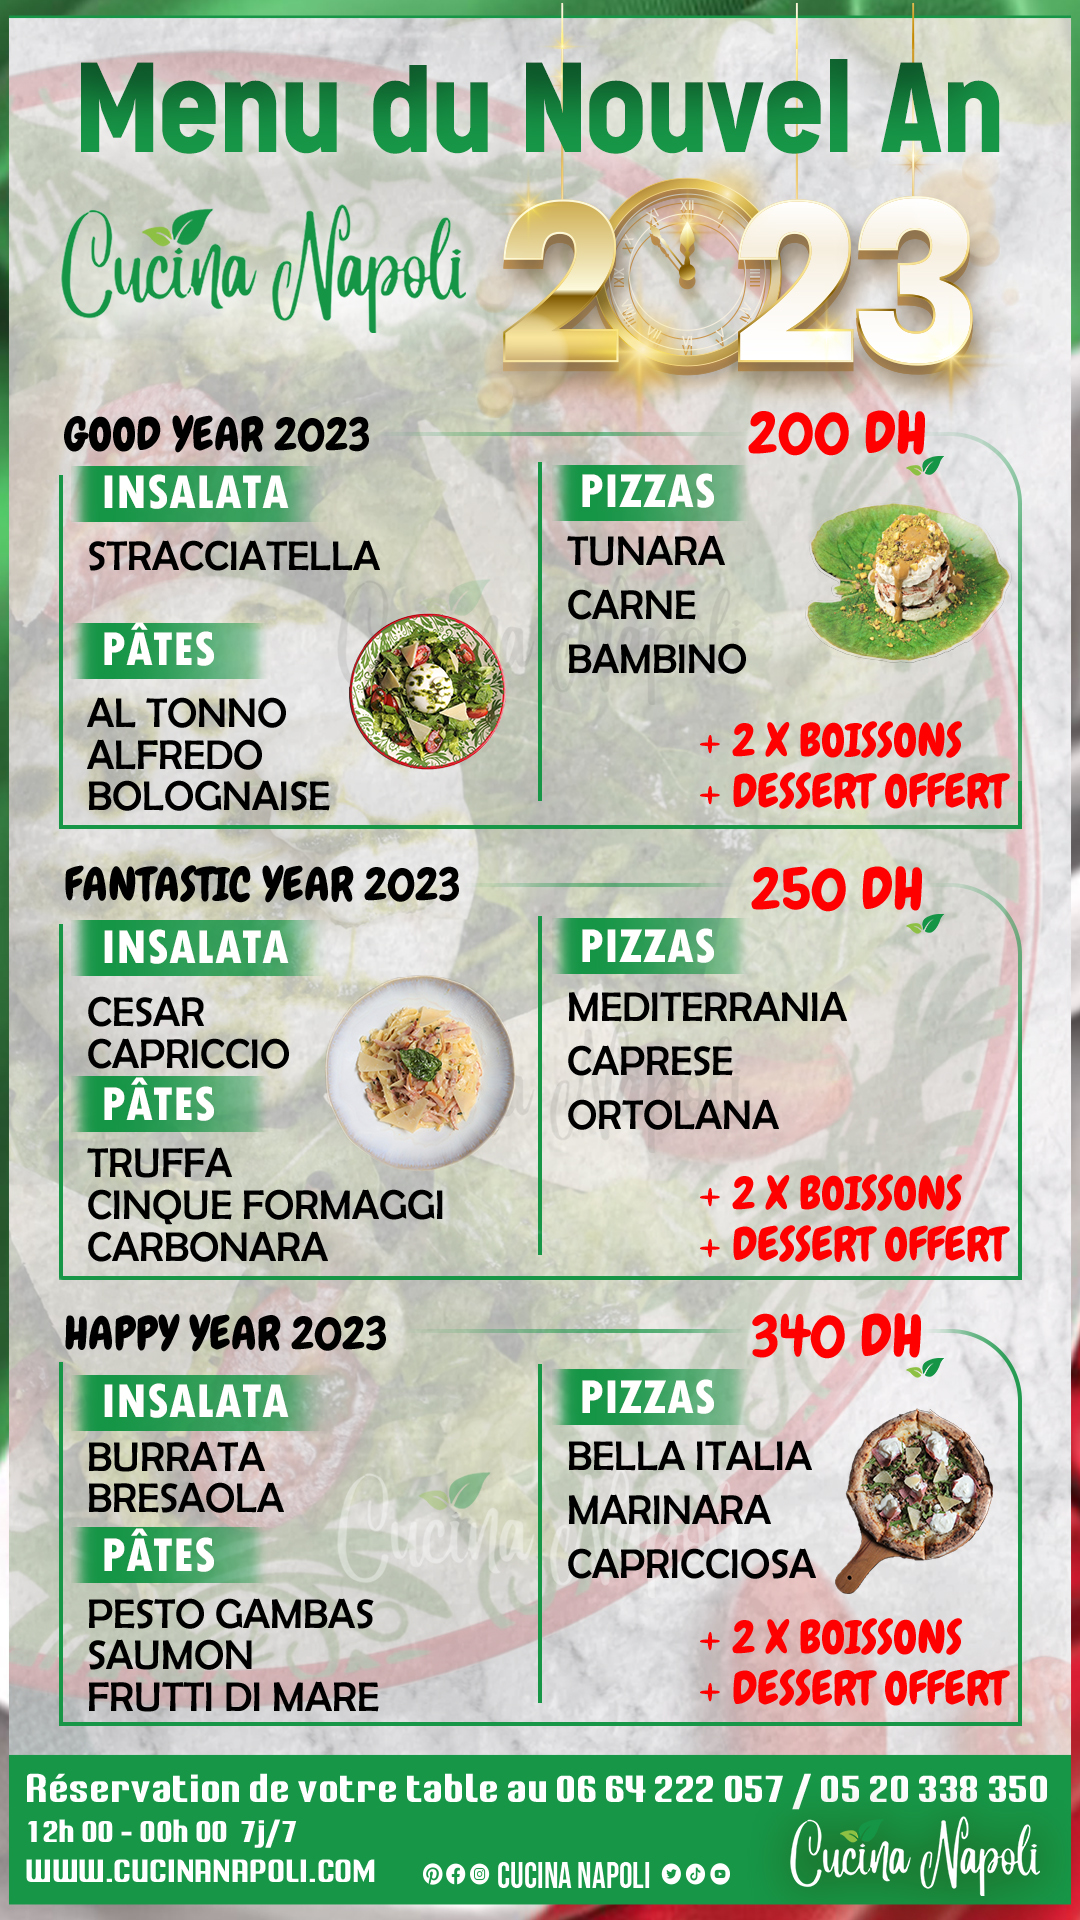 Menu du Nouvel An
Cucina Napoli
2023
GOOD YEAR 2023
200 DH
INSALATA
STRACCIATELLA
PÂTES
AL TONNO
ALFREDO
BOLOGNAISE
PIZZAS
TUNARA
CARNE
BAMBINO
+ 2 X BOISSONS
+ DESSERT OFFERT
FANTASTIC YEAR 2023
250 DH
INSALATA
CESAR
CAPRICCIO
PÂTES
TRUFFA
CINQUE FORMAGGI
CARBONARA
PIZZAS
MEDITERRANIA
CAPRESE
ORTOLANA
+ 2 X BOISSONS
+ DESSERT OFFERT
HAPPY YEAR 2023
340 DH
INSALATA
BURRATA
BRESAOLA
PÂTES
PESTO GAMBAS
SAUMON
FRUTTI DI MARE
PIZZAS
BELLA ITALIA
MARINARA
CAPRICCIOSA
+ 2 X BOISSONS
+ DESSERT OFFERT
Réservation de votre table au 06 64 222 057 / 05 20 338 350
12h 00 - 00h 00 7j/7
WWW.CUCINANAPOLI.COM
CUCINA NAPOLI
Cucina Napoli